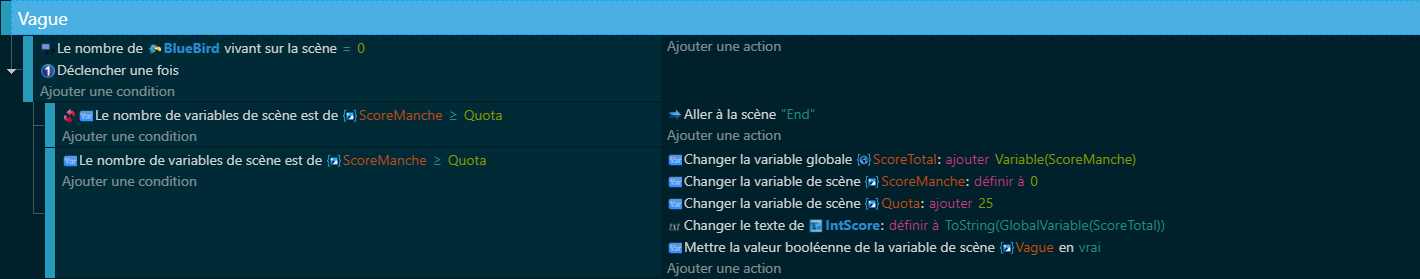 Vague
Le nombre de BlueBird vivant sur la scène = 0
Ajouter une action
Déclencher une fois
Ajouter une condition
Le nombre de variables de scène est de ScoreManche ≥ Quota
Aller à la scène "End"
Ajouter une condition
Ajouter une action
Le nombre de variables de scène est de ScoreManche ≥ Quota
Changer la variable globale ScoreTotal: ajouter Variable(ScoreManche)
Ajouter une condition
Changer la variable de scène ScoreManche: définir à 0
Changer la variable de scène Quota: ajouter 25
Changer le texte de IntScore: définir à ToString(GlobalVariable(ScoreTotal))
Mettre la valeur booléenne de la variable de scène Vague en vrai
Ajouter une action